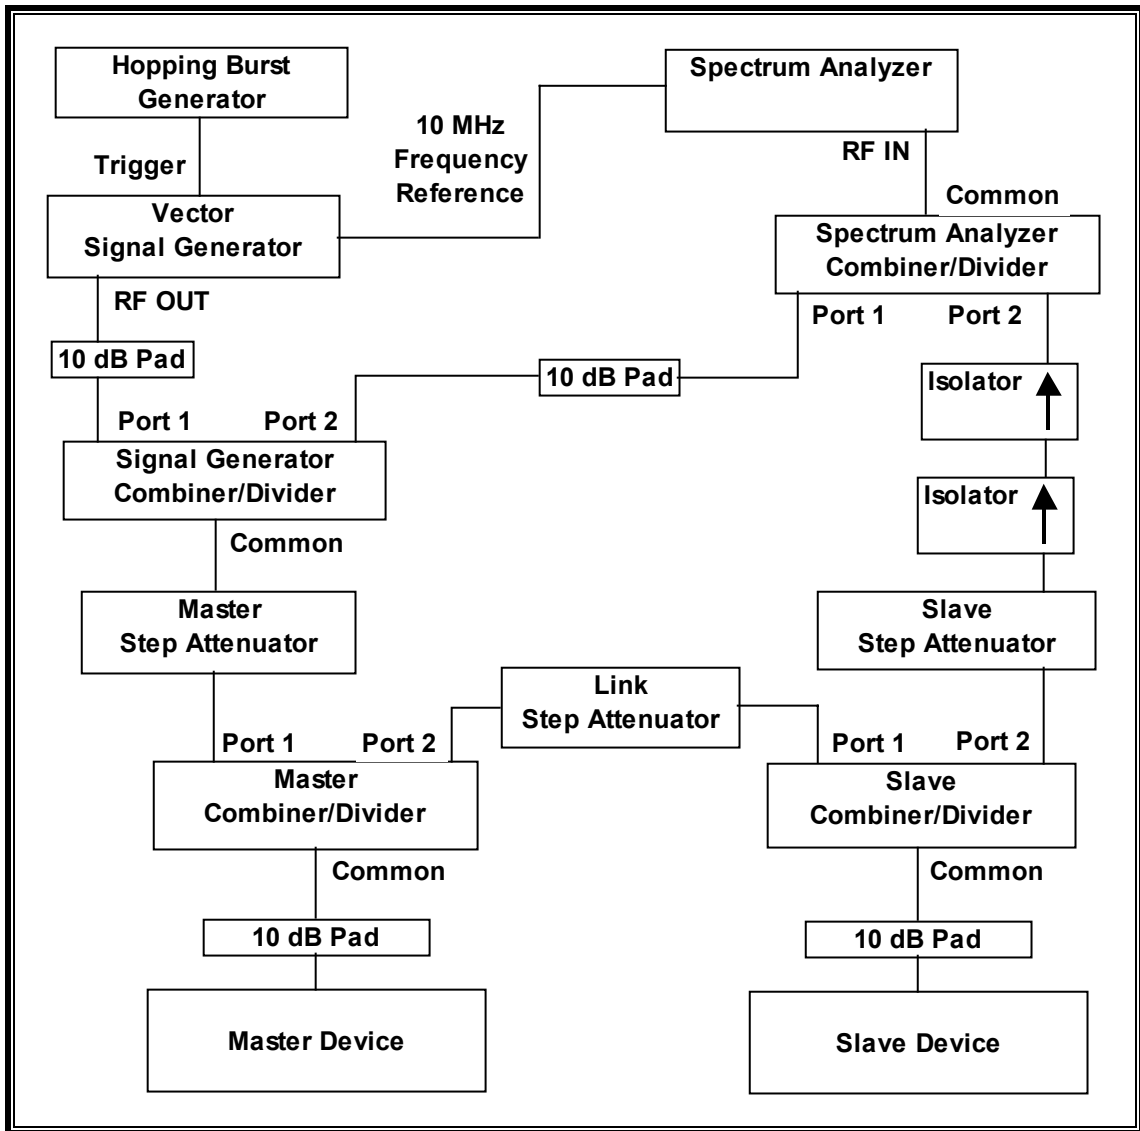 Hopping Burst
Generator
Spectrum Analyzer
10 MHz
Frequency
Reference
RF IN
Trigger
Common
Vector
Signal Generator
Spectrum Analyzer
Combiner/Divider
RF OUT
Port 1
Port 2
10 dB Pad
10 dB Pad
Isolator
Port 1
Port 2
Signal Generator
Combiner/Divider
Isolator
Common
Master
Step Attenuator
Slave
Step Attenuator
Link
Step Attenuator
Port 1
Port 2
Port 1
Port 2
Master
Combiner/Divider
Slave
Combiner/Divider
Common
Common
10 dB Pad
10 dB Pad
Master Device
Slave Device